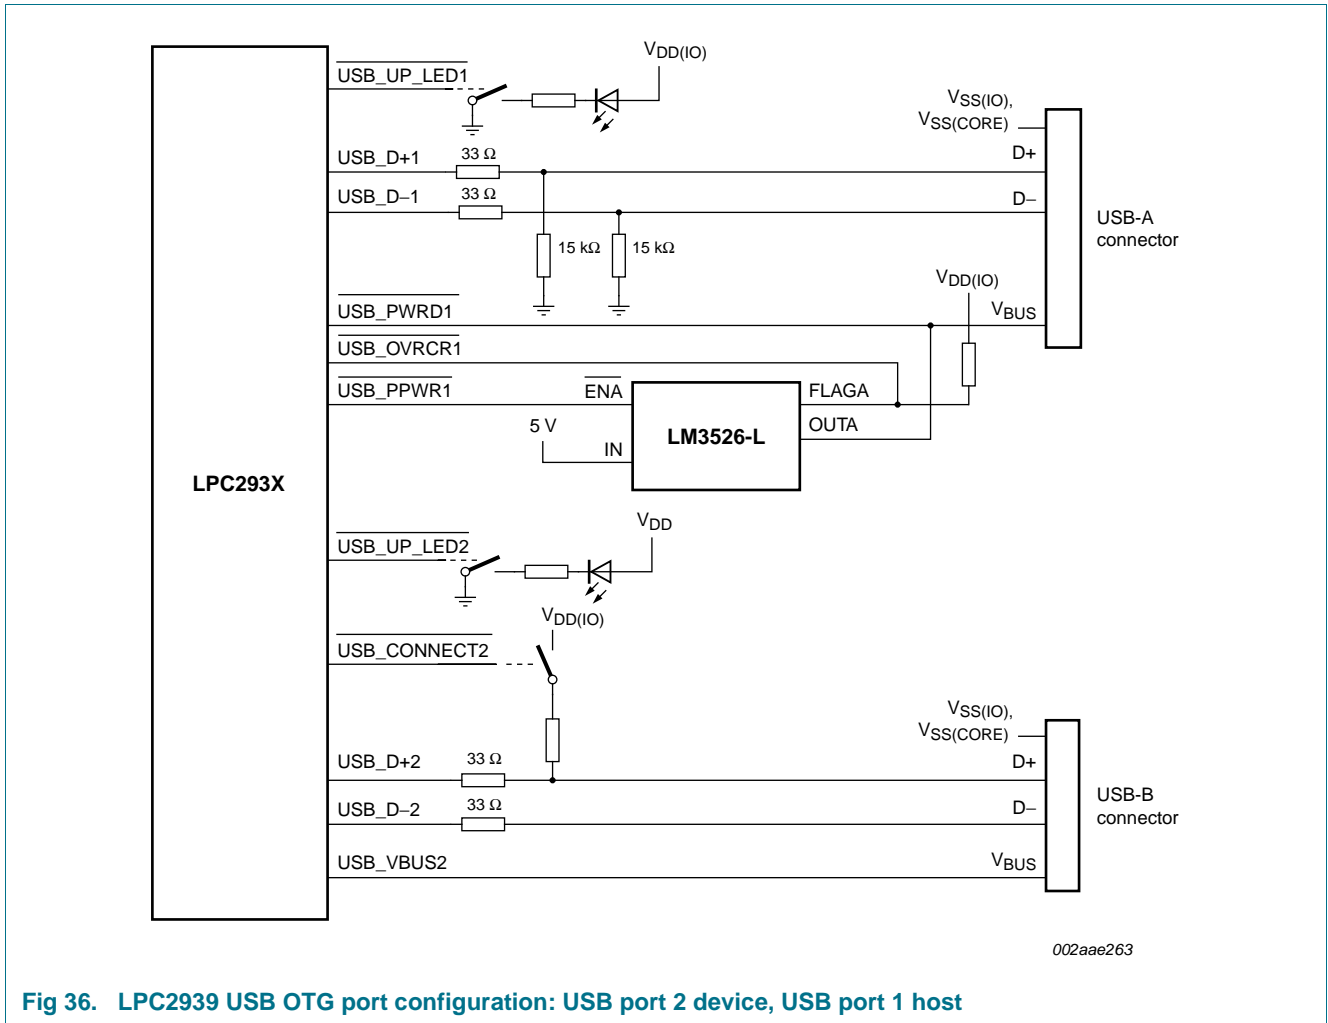 USB_UP_LED1
VDD(IO)
VSS(IO),
VSS(CORE)
USB_D+1
33 Ω
D+
USB_D−1
33 Ω
D−
USB-A
connector
15 kΩ
15 kΩ
VDD(IO)
USB_PWRD1
VBUS
USB_OVRCR1
USB_PPWR1
ENA
FLAGA
5 V
OUTA
IN
LM3526-L
LPC293X
VDD
USB_UP_LED2
VDD(IO)
USB_CONNECT2
VSS(IO),
VSS(CORE)
USB_D+2
33 Ω
D+
USB_D−2
33 Ω
D−
USB-B
connector
USB_VBUS2
VBUS
002aae263
Fig 36. LPC2939 USB OTG port configuration: USB port 2 device, USB port 1 host